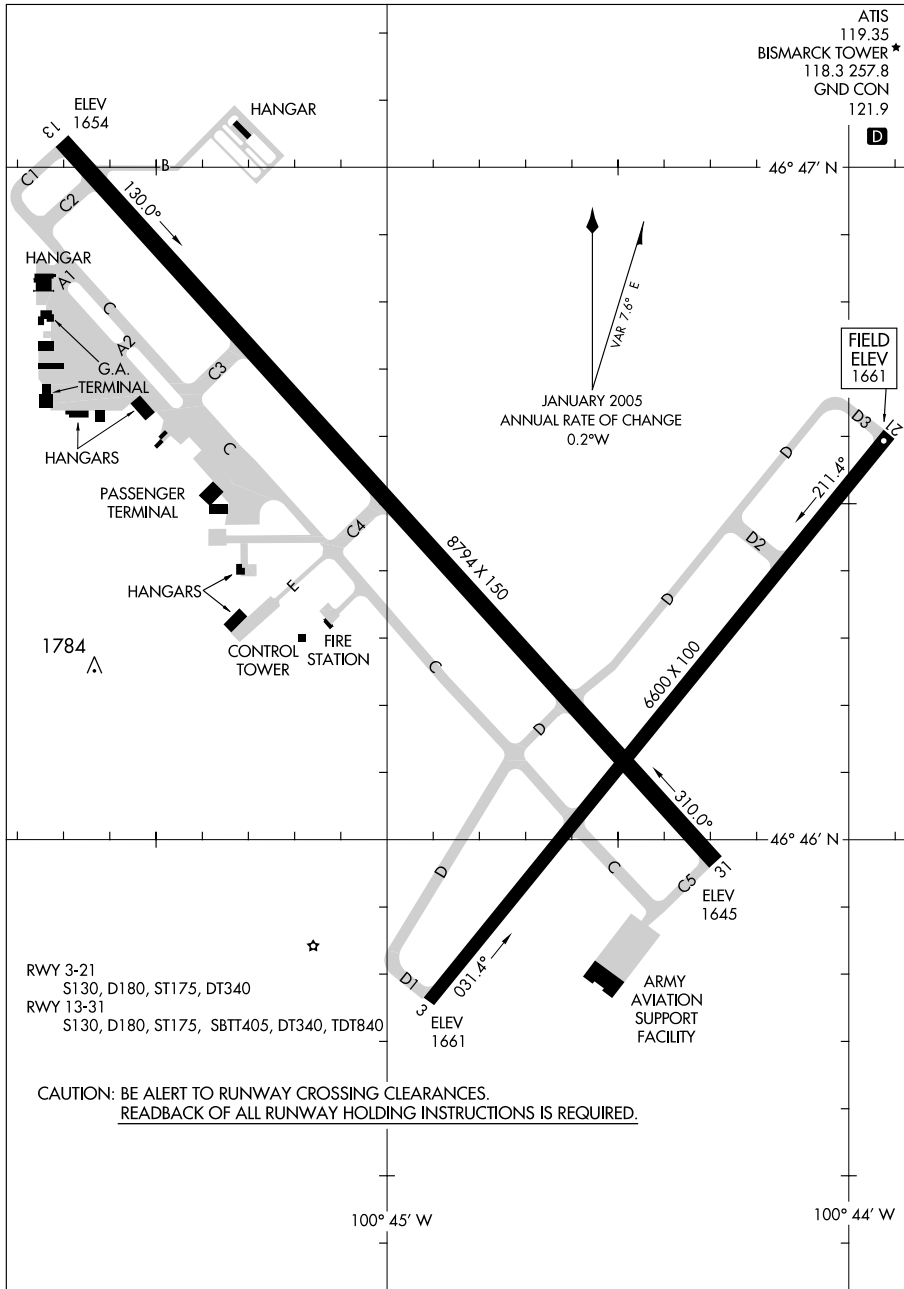 ATIS
119.35
BISMARCK TOWER
118.3 257.8
GND CON
121.9
D
ELEV
1654
13
HANGAR
B
46° 47' N
C1
C2
130.0°
HANGAR
A1
C
A2
G.A.
TERMINAL
C3
VAR 7.6° E
JANUARY 2005
ANNUAL RATE OF CHANGE
0.2°W
FIELD
ELEV
1661
D3
21
HANGARS
C
D
211.4°
PASSENGER
TERMINAL
C4
8794 X 150
D2
HANGARS
E
D
CONTROL
TOWER
FIRE
STATION
1784
C
6600 X 100
D
310.0°
46° 46' N
D
C
C5
31
ELEV
1645
RWY 3-21
S130, D180, ST175, DT340
RWY 13-31
S130, D180, ST175, SBTT405, DT340, TDT840
D1
031.4°
3
ELEV
1661
ARMY
AVIATION
SUPPORT
FACILITY
CAUTION: BE ALERT TO RUNWAY CROSSING CLEARANCES.
READBACK OF ALL RUNWAY HOLDING INSTRUCTIONS IS REQUIRED.
100° 45' W
100° 44' W